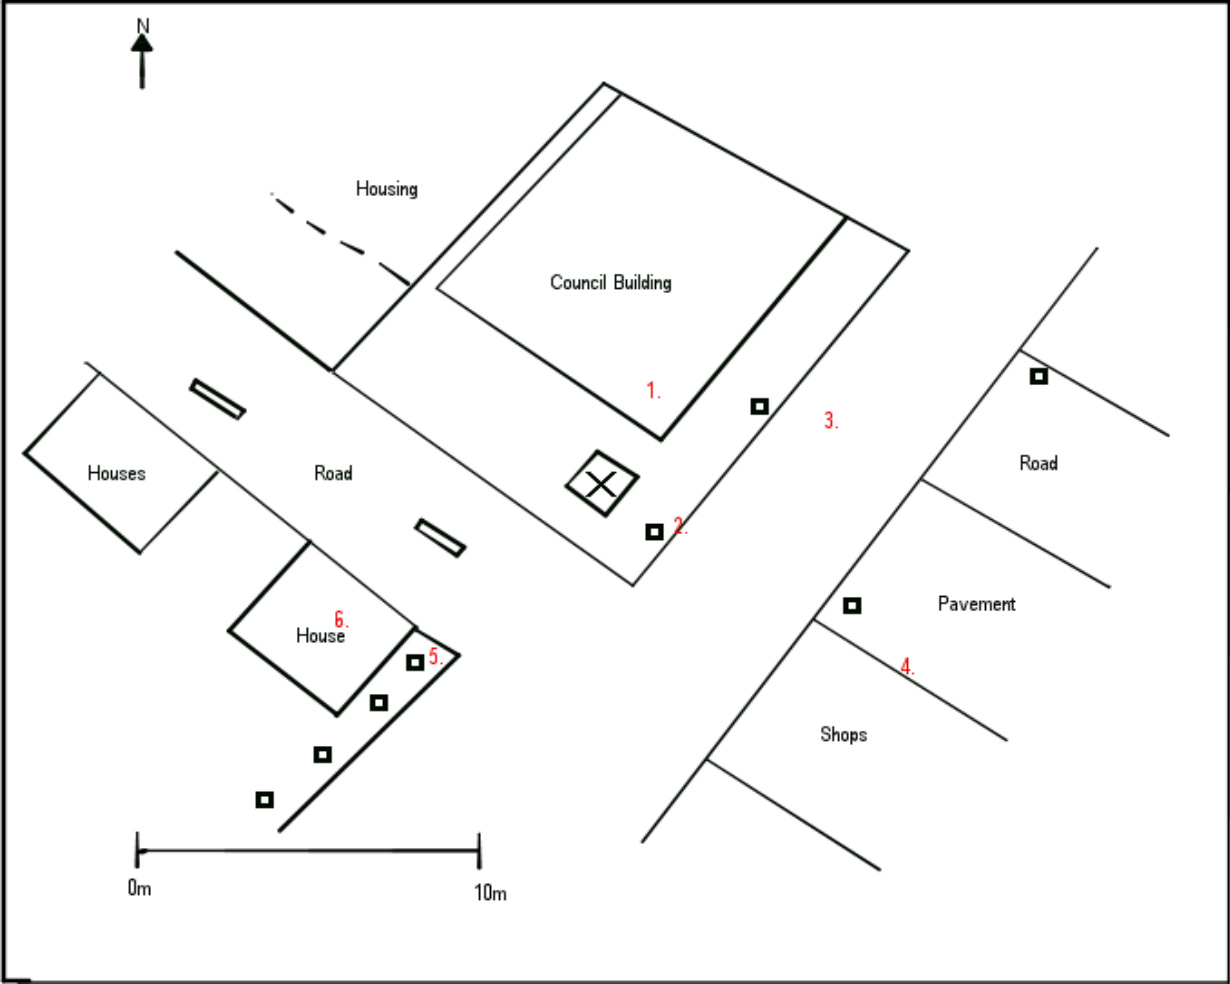 N
Housing
Council Building
1.
3.
Road
Houses
Road
2.
Pavement
6.
House
5.
4.
Shops
0m
10m